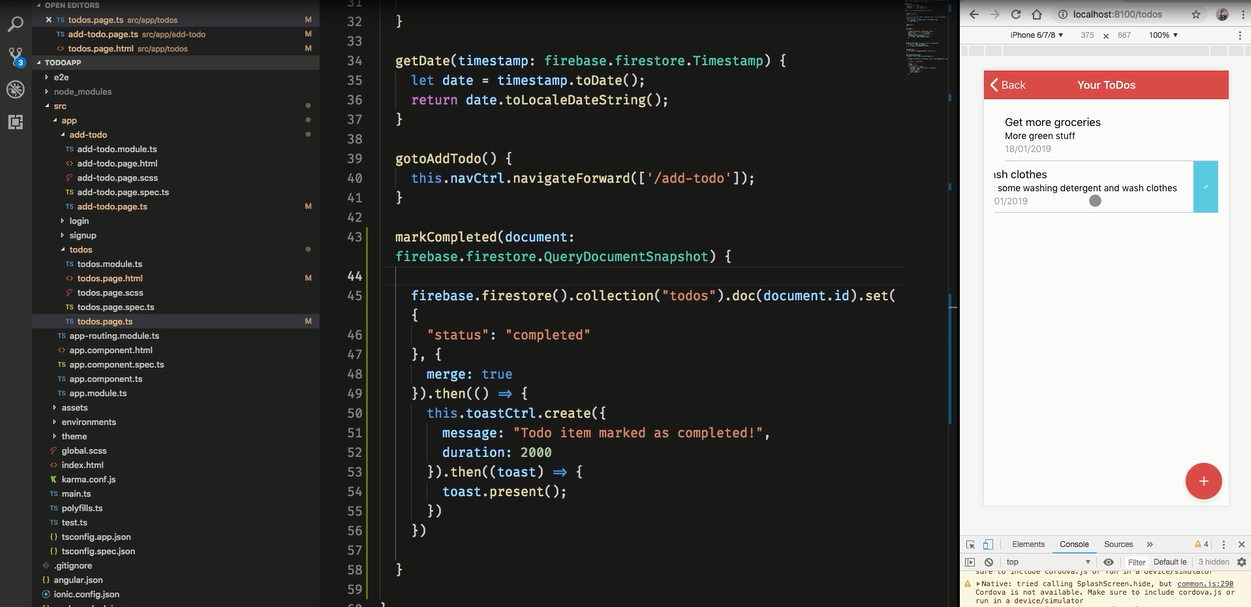 OPEN EDITORS
× TS todos.page.ts src/app/todos M
TS add-todo.page.ts src/app/add-todo M
<> todos.page.html src/app/todos M
3
TODOAPP
e2e
node_modules
src
app
add-todo
TS add-todo.module.ts
<> add-todo.page.html
add-todo.page.scss
TS add-todo.page.spec.ts
TS add-todo.page.ts M
login
signup
todos
TS todos.module.ts
<> todos.page.html M
todos.page.scss
TS todos.page.spec.ts
TS todos.page.ts M
TS app-routing.module.ts
<> app.component.html
TS app.component.spec.ts
TS app.component.ts
TS app.module.ts
assets
environments
theme
global.scss
<> index.html
karma.conf.js
TS main.ts
TS polyfills.ts
TS test.ts
{} tsconfig.app.json
{} tsconfig.spec.json
.gitignore
{} angular.json
ionic.config.json
31
32 }
33
34 getDate(timestamp: firebase.firestore.Timestamp) {
35 let date = timestamp.toDate();
36 return date.toLocaleDateString();
37 }
38
39 gotoAddTodo() {
40 this.navCtrl.navigateForward(['/add-todo']);
41 }
42
43 markCompleted(document:
firebase.firestore.QueryDocumentSnapshot) {
44
45 firebase.firestore().collection("todos").doc(document.id).set(
{
46 "status": "completed"
47 }, {
48 merge: true
49 }).then(() => {
50 this.toastCtrl.create({
51 message: "Todo item marked as completed!",
52 duration: 2000
53 }).then((toast) => {
54 toast.present();
55 })
56 })
57
58 }
59
localhost:8100/todos
iPhone 6/7/8 ▼ 375 × 667 100% ▼
Back Your ToDos
Get more groceries
More green stuff
18/01/2019
sh clothes
some washing detergent and wash clothes
01/2019
+
Elements Console Sources » 4
top ▼ Filter Default le 3 hidden
sure to include cordova.js or run in a device/simulator
Native: tried calling SplashScreen.hide, but common.js:290
Cordova is not available. Make sure to include cordova.js or
run in a device/simulator